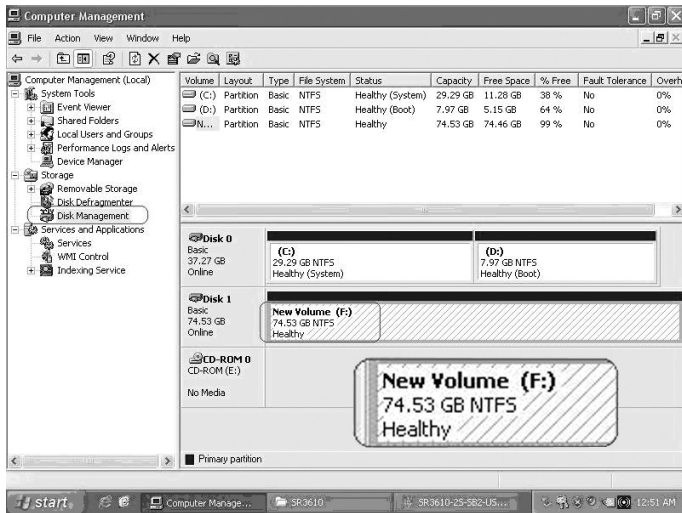 Computer Management
File Action View Window Help
Computer Management (Local)
System Tools
Event Viewer
Shared Folders
Local Users and Groups
Performance Logs and Alerts
Device Manager
Storage
Removable Storage
Disk Defragmenter
Disk Management
Services and Applications
Services
WMI Control
Indexing Service
Volume Layout Type File System Status Capacity Free Space % Free Fault Tolerance Overh
(C:) Partition Basic NTFS Healthy (System) 29.29 GB 11.28 GB 38 % No 0%
(D:) Partition Basic NTFS Healthy (Boot) 7.97 GB 5.15 GB 64 % No 0%
N... Partition Basic NTFS Healthy 74.53 GB 74.46 GB 99 % No 0%
Disk 0
Basic
37.27 GB
Online
(C:)
29.29 GB NTFS
Healthy (System)
(D:)
7.97 GB NTFS
Healthy (Boot)
Disk 1
Basic
74.53 GB
Online
New Volume (F:)
74.53 GB NTFS
Healthy
CD-ROM 0
CD-ROM (E:)
No Media
New Volume (F:)
74.53 GB NTFS
Healthy
Primary partition
start
Computer Manage...
SR3610
SR3610-2S-SB2-US...
12:51 AM